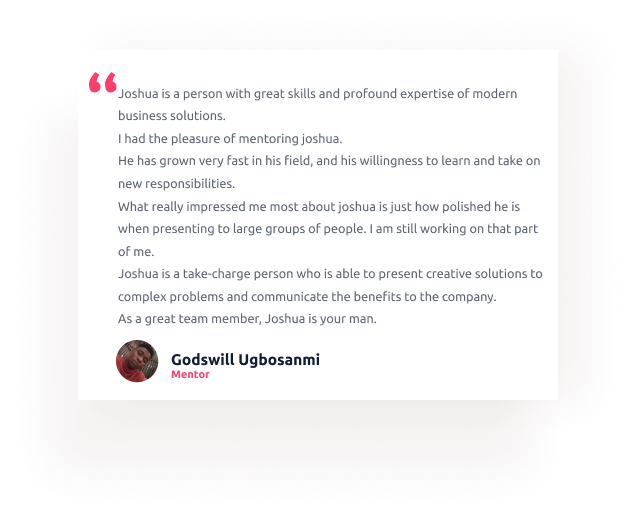 “
Joshua is a person with great skills and profound expertise of modern
business solutions.
I had the pleasure of mentoring joshua.
He has grown very fast in his field, and his willingness to learn and take on
new responsibilities.
What really impressed me most about joshua is just how polished he is
when presenting to large groups of people. I am still working on that part
of me.
Joshua is a take-charge person who is able to present creative solutions to
complex problems and communicate the benefits to the company.
As a great team member, Joshua is your man.
Godswill Ugbosanmi
Mentor